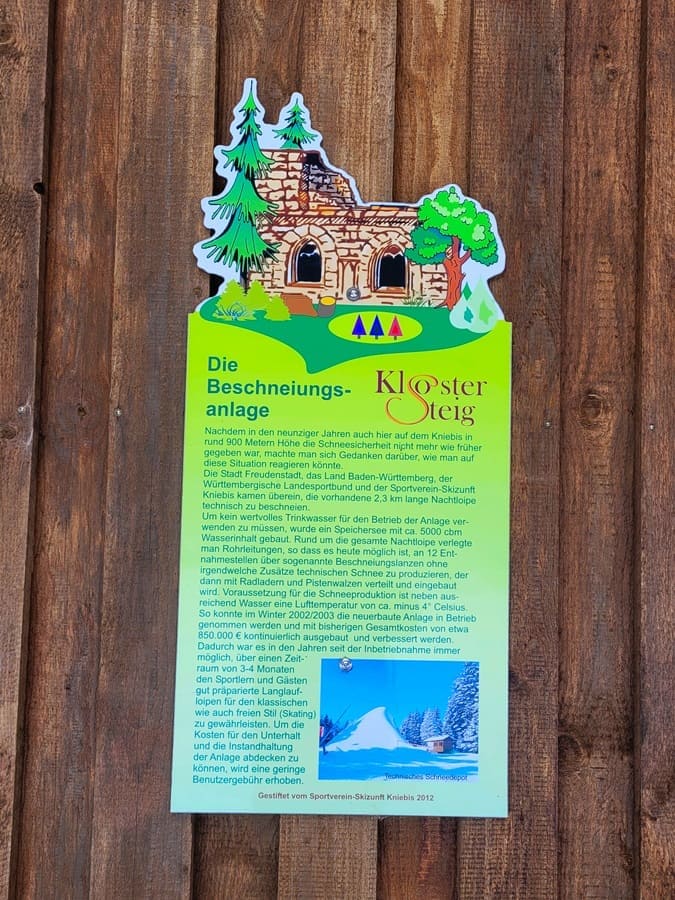 Die
Beschneiungs-
anlage
Kloster
Steig
Nachdem in den neunziger Jahren auch hier auf dem Kniebis in
rund 900 Metern Höhe die Schneesicherheit nicht mehr wie früher
gegeben war, machte man sich Gedanken darüber, wie man auf
diese Situation reagieren könnte.
Die Stadt Freudenstadt, das Land Baden-Württemberg, der
Württembergische Landesportbund und der Sportverein-Skizunft
Kniebis kamen überein, die vorhandene 2,3 km lange Nachtloipe
technisch zu beschneien.
Um kein wertvolles Trinkwasser für den Betrieb der Anlage ver-
wenden zu müssen, wurde ein Speichersee mit ca. 5000 cbm
Wasserinhalt gebaut. Rund um die gesamte Nachtloipe verlegte
man Rohrleitungen, so dass es heute möglich ist, an 12 Ent-
nahmestellen über sogenannte Beschneiungslanzen ohne
irgendwelche Zusätze technischen Schnee zu produzieren, der
dann mit Radladern und Pistenwalzen verteilt und eingebaut
wird. Voraussetzung für die Schneeproduktion ist neben aus-
reichend Wasser eine Lufttemperatur von ca. minus 4° Celsius.
So konnte im Winter 2002/2003 die neuerbaute Anlage in Betrieb
genommen werden und mit bisherigen Gesamtkosten von etwa
850.000 € kontinuierlich ausgebaut und verbessert werden.
Dadurch war es in den Jahren seit der Inbetriebnahme immer
möglich, über einen Zeit-
raum von 3-4 Monaten
den Sportlern und Gästen
gut präparierte Langlauf-
loipen für den klassischen
wie auch freien Stil (Skating)
zu gewährleisten. Um die
Kosten für den Unterhalt
und die Instandhaltung
der Anlage abdecken zu
können, wird eine geringe
Benutzergebühr erhoben.
Technisches Schneedepot
Gestiftet vom Sportverein-Skizunft Kniebis 2012